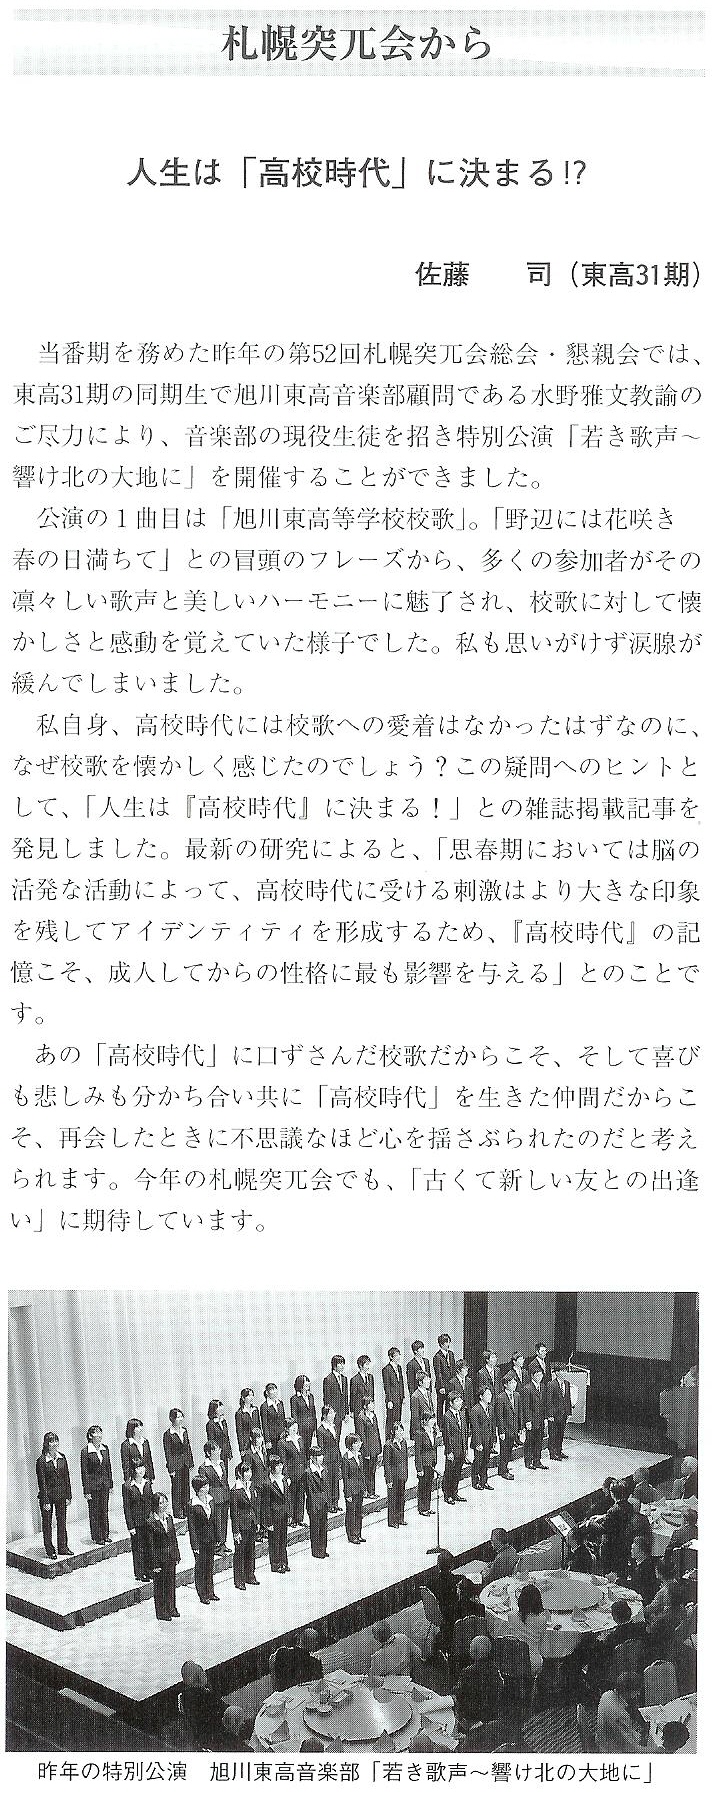 札幌突兀会から
人生は「高校時代」に決まる!?
佐藤　　司（東高31期）
　当番期を務めた昨年の第52回札幌突兀会総会・懇親会では、
東高31期の同期生で旭川東高音楽部顧問である水野雅文教諭の
ご尽力により、音楽部の現役生徒を招き特別公演「若き歌声～
響け北の大地に」を開催することができました。
　公演の１曲目は「旭川東高等学校校歌」。「野辺には花咲き
春の日満ちて」との冒頭のフレーズから、多くの参加者がその
凛々しい歌声と美しいハーモニーに魅了され、校歌に対して懐
かしさと感動を覚えていた様子でした。私も思いがけず涙腺が
緩んでしまいました。
　私自身、高校時代には校歌への愛着はなかったはずなのに、
なぜ校歌を懐かしく感じたのでしょう？この疑問へのヒントと
して、「人生は『高校時代』に決まる！」との雑誌掲載記事を
発見しました。最新の研究によると、「思春期においては脳の
活発な活動によって、高校時代に受ける刺激はより大きな印象
を残してアイデンティティを形成するため、『高校時代』の記
憶こそ、成人してからの性格に最も影響を与える」とのことで
す。
　あの「高校時代」に口ずさんだ校歌だからこそ、そして喜び
も悲しみも分かち合い共に「高校時代」を生きた仲間だからこ
そ、再会したときに不思議なほど心を揺さぶられたのだと考え
られます。今年の札幌突兀会でも、「古くて新しい友との出逢
い」に期待しています。
昨年の特別公演　旭川東高音楽部「若き歌声～響け北の大地に」